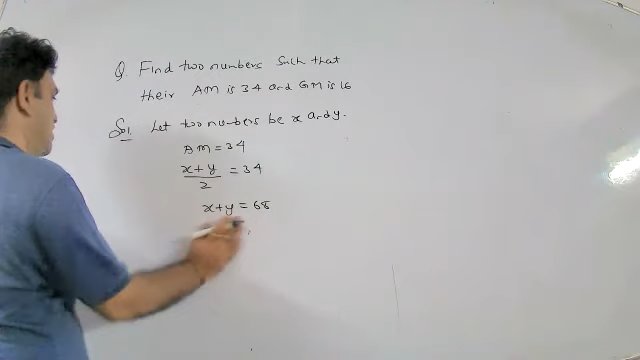 Q. Find two numbers such that
their AM is 34 and GM is 16
Sol. Let two numbers be x and y.
AM = 34
x+y/2 = 34
x+y = 68